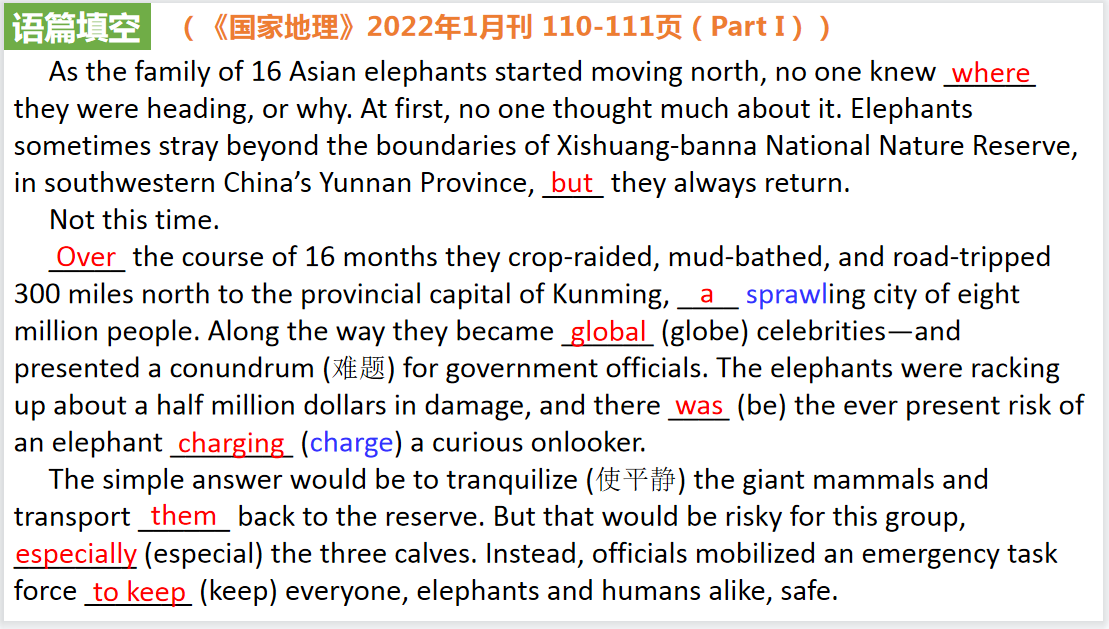 语篇填空 (《国家地理》2022年1月刊 110-111页 (Part I))
As the family of 16 Asian elephants started moving north, no one knew where
they were heading, or why. At first, no one thought much about it. Elephants
sometimes stray beyond the boundaries of Xishuang-banna National Nature Reserve,
in southwestern China's Yunnan Province, but they always return.
Not this time.
Over the course of 16 months they crop-raided, mud-bathed, and road-tripped
300 miles north to the provincial capital of Kunming, a sprawling city of eight
million people. Along the way they became global (globe) celebrities—and
presented a conundrum (难题) for government officials. The elephants were racking
up about a half million dollars in damage, and there was (be) the ever present risk of
an elephant charging (charge) a curious onlooker.
The simple answer would be to tranquilize (使平静) the giant mammals and
transport them back to the reserve. But that would be risky for this group,
especially (especial) the three calves. Instead, officials mobilized an emergency task
force to keep (keep) everyone, elephants and humans alike, safe.